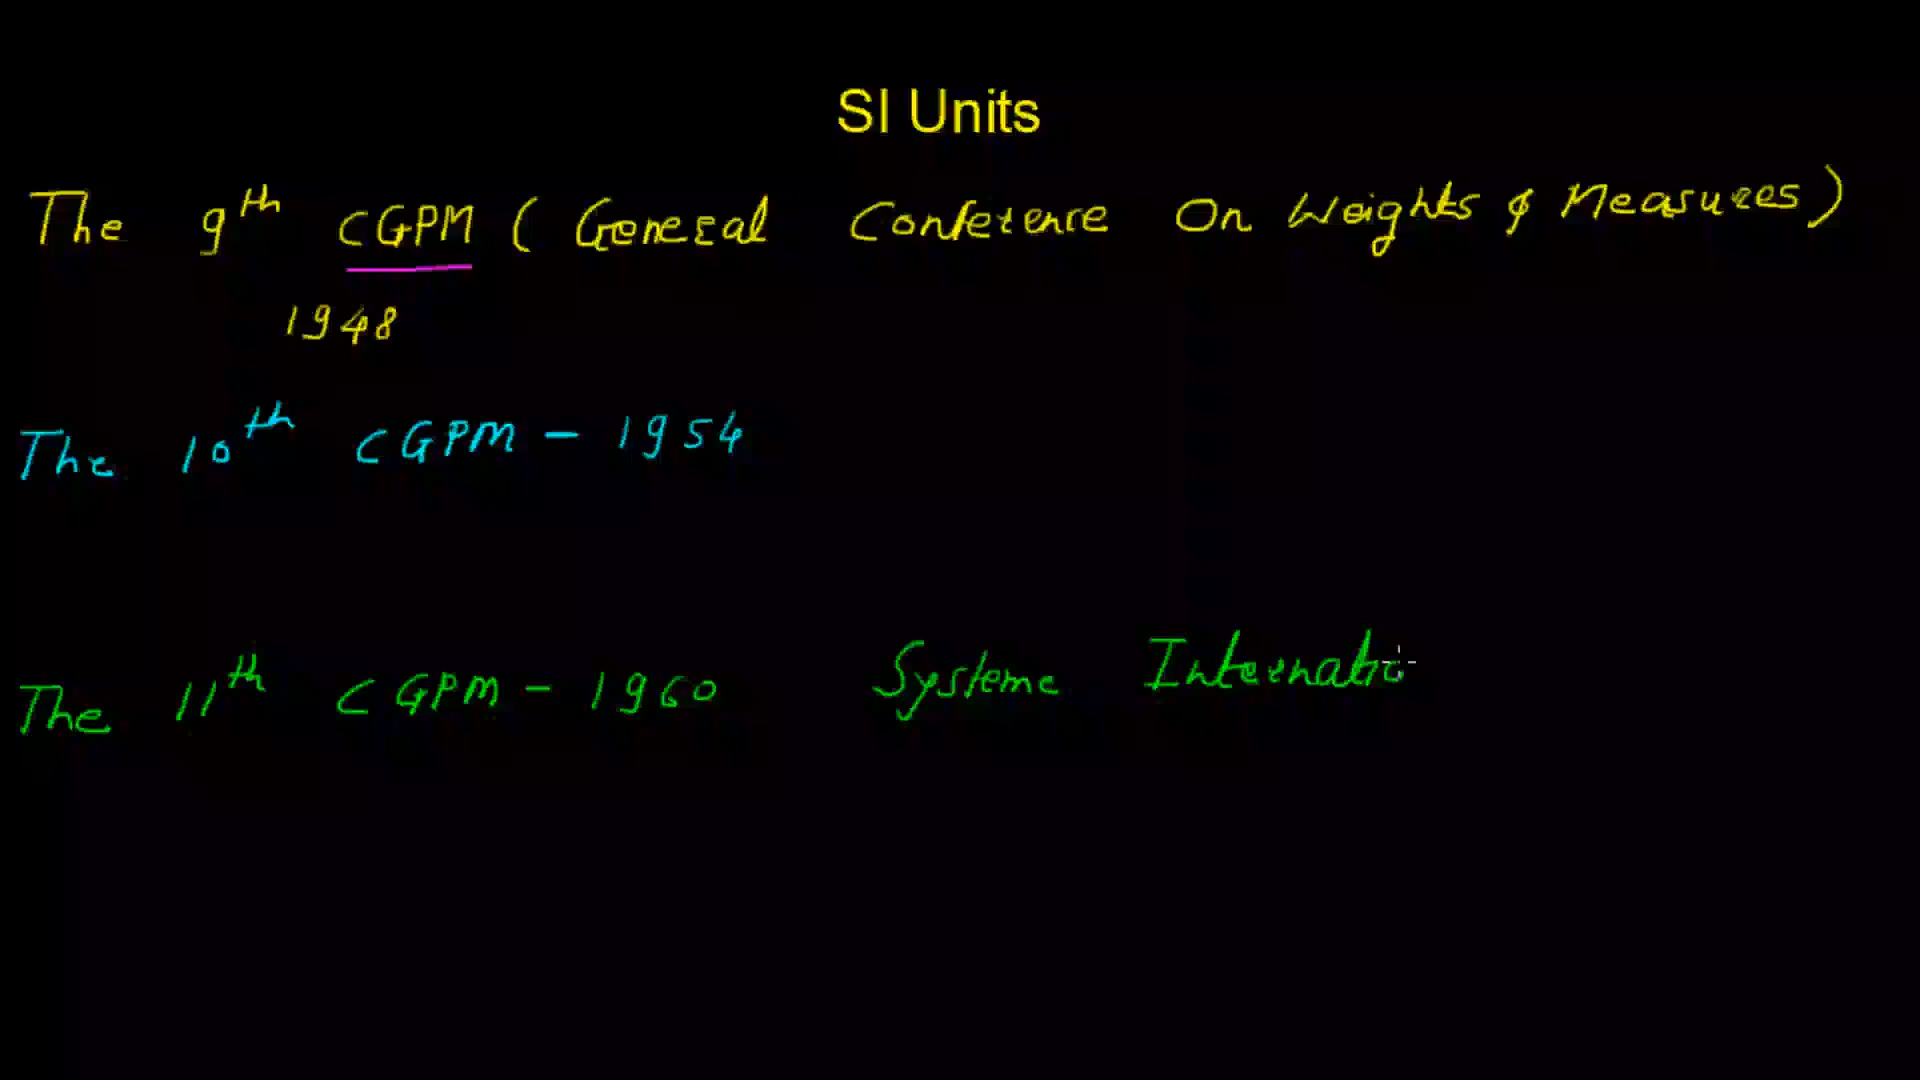 SI Units
The 9th CGPM (General Conference On Weights & Measures)
1948
The 10th CGPM - 1954
The 11th CGPM - 1960 Systeme Internatio